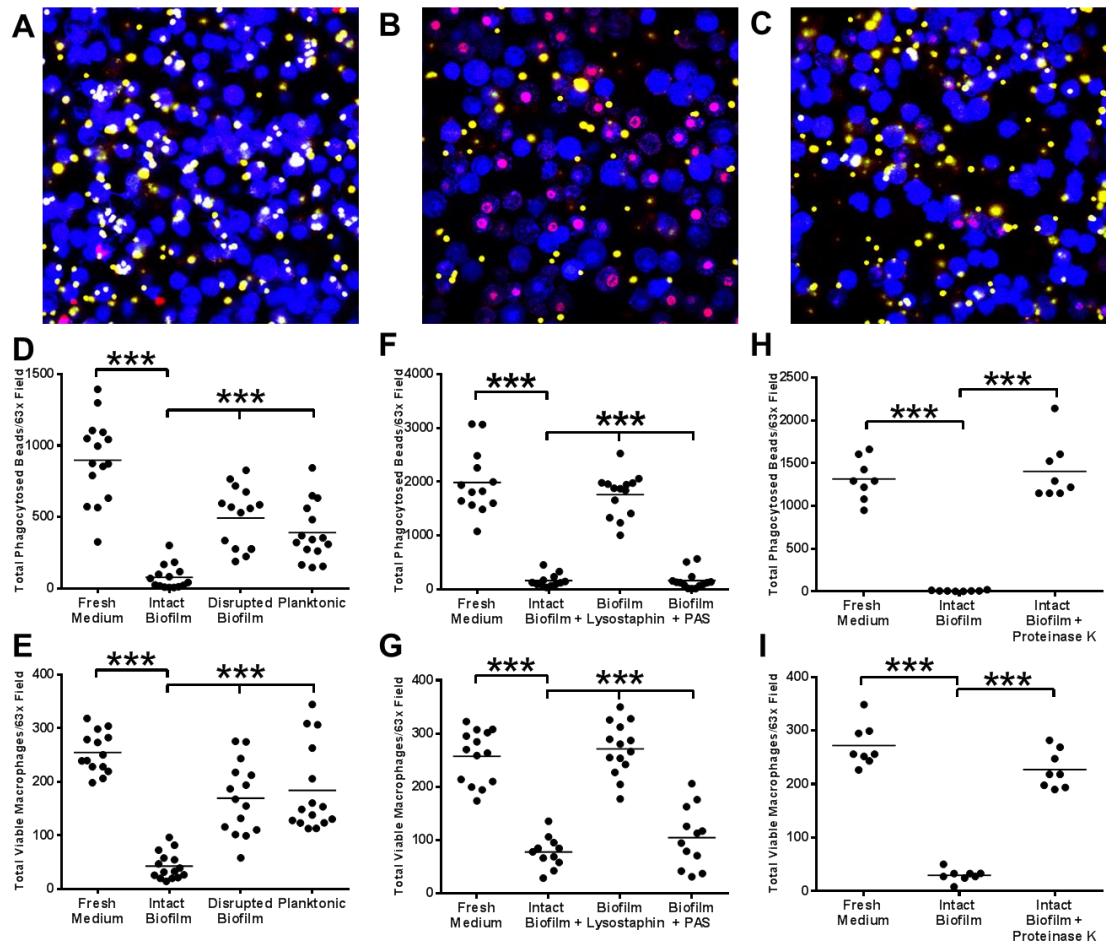 A
B
C
D
***
***
Total Phagocytosed Beads/63x Field
1500
1000
500
0
Fresh Medium
Intact Biofilm
Disrupted Biofilm
Planktonic
F
***
***
Total Phagocytosed Beads/63x Field
4000
3000
2000
1000
0
Fresh Medium
Intact Biofilm
Biofilm + Lysostaphin
Biofilm + PAS
H
***
***
Total Phagocytosed Beads/63x Field
2500
2000
1500
1000
500
0
Fresh Medium
Intact Biofilm
Intact Biofilm + Proteinase K
E
***
***
Total Viable Macrophages/63x Field
400
300
200
100
0
Fresh Medium
Intact Biofilm
Disrupted Biofilm
Planktonic
G
***
***
Total Viable Macrophages/63x Field
400
300
200
100
0
Fresh Medium
Intact Biofilm
Biofilm + Lysostaphin
Biofilm + PAS
I
***
***
Total Viable Macrophages/63x Field
400
300
200
100
0
Fresh Medium
Intact Biofilm
Intact Biofilm + Proteinase K